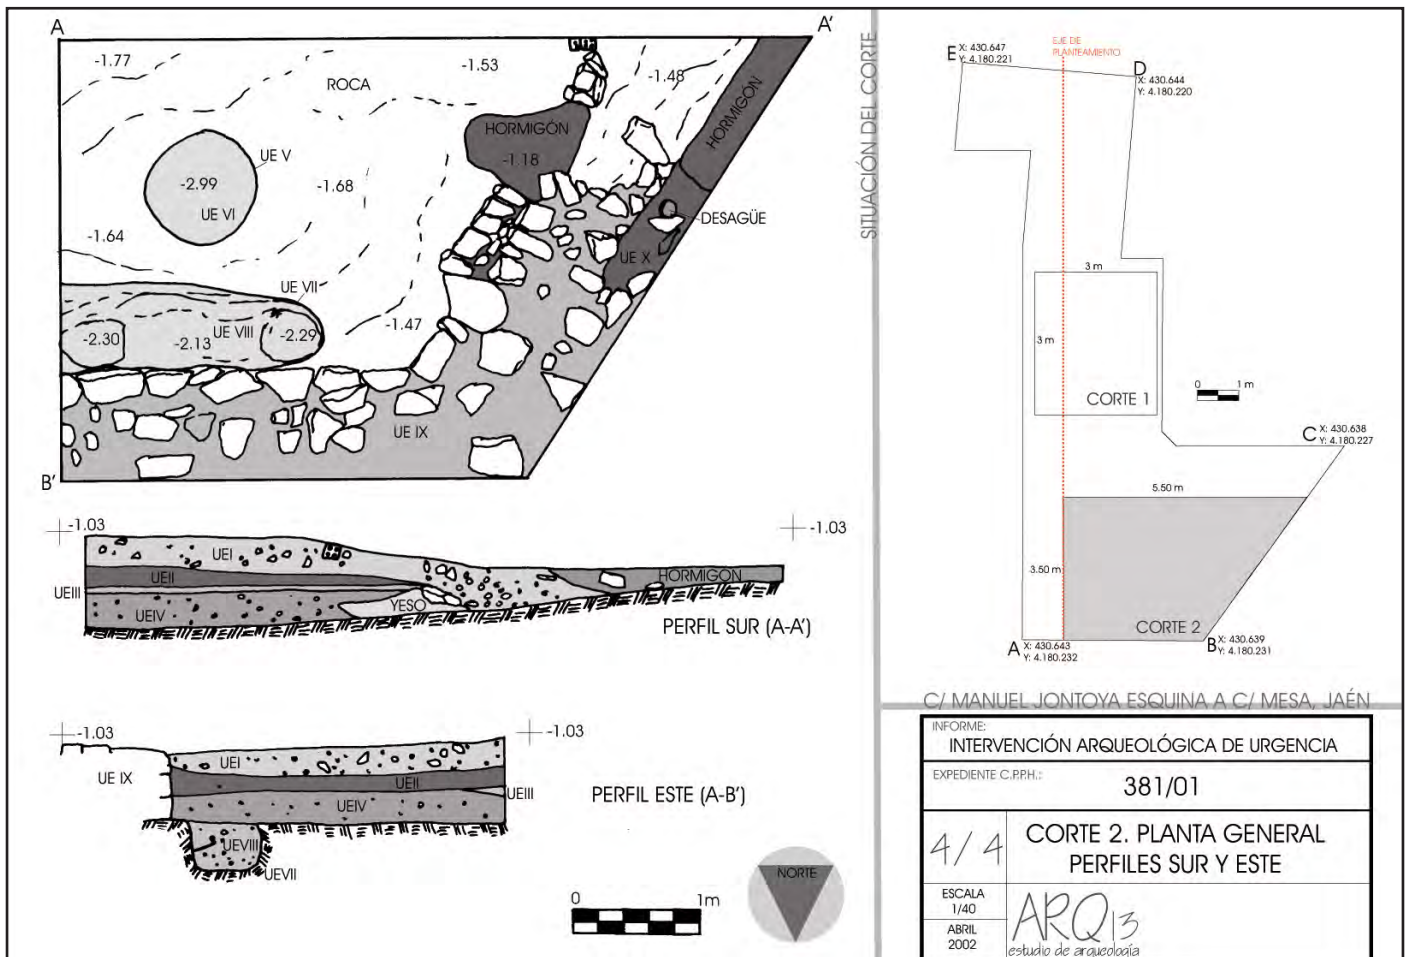 A
A'
-1.77
ROCA
-1.53
-1.48
HORMIGÓN
HORMIGÓN
-1.18
UE V
-2.99
UE VI
-1.68
DESAGÜE
-1.64
UE X
UE VII
-2.30
-2.13
UE VIII
-2.29
-1.47
UE IX
B'
-1.03
-1.03
UEI
UEII
UEIII
UEIV
YESO
HORMIGON
PERFIL SUR (A-A')
-1.03
-1.03
UE IX
UEI
UEII
UEIII
UEIV
UEVIII
UEVII
PERFIL ESTE (A-B')
0 1m
NORTE
SITUACIÓN DEL CORTE
EJE DE
PLANTEAMIENTO
E X: 430.647
Y: 4.180.221
D
X: 430.644
Y: 4.180.220
3 m
3 m
CORTE 1
0 1 m
C X: 430.638
Y: 4.180.227
5.50 m
3.50 m
CORTE 2
A X: 430.643
Y: 4.180.232
B X: 430.639
Y: 4.180.231
C/ MANUEL JONTOYA ESQUINA A C/ MESA, JAÉN
INFORME:
INTERVENCIÓN ARQUEOLÓGICA DE URGENCIA
EXPEDIENTE C.P.P.H.:
381/01
4/4
CORTE 2. PLANTA GENERAL
PERFILES SUR Y ESTE
ESCALA
1/40
ABRIL
2002
ARQ13
estudio de arqueología